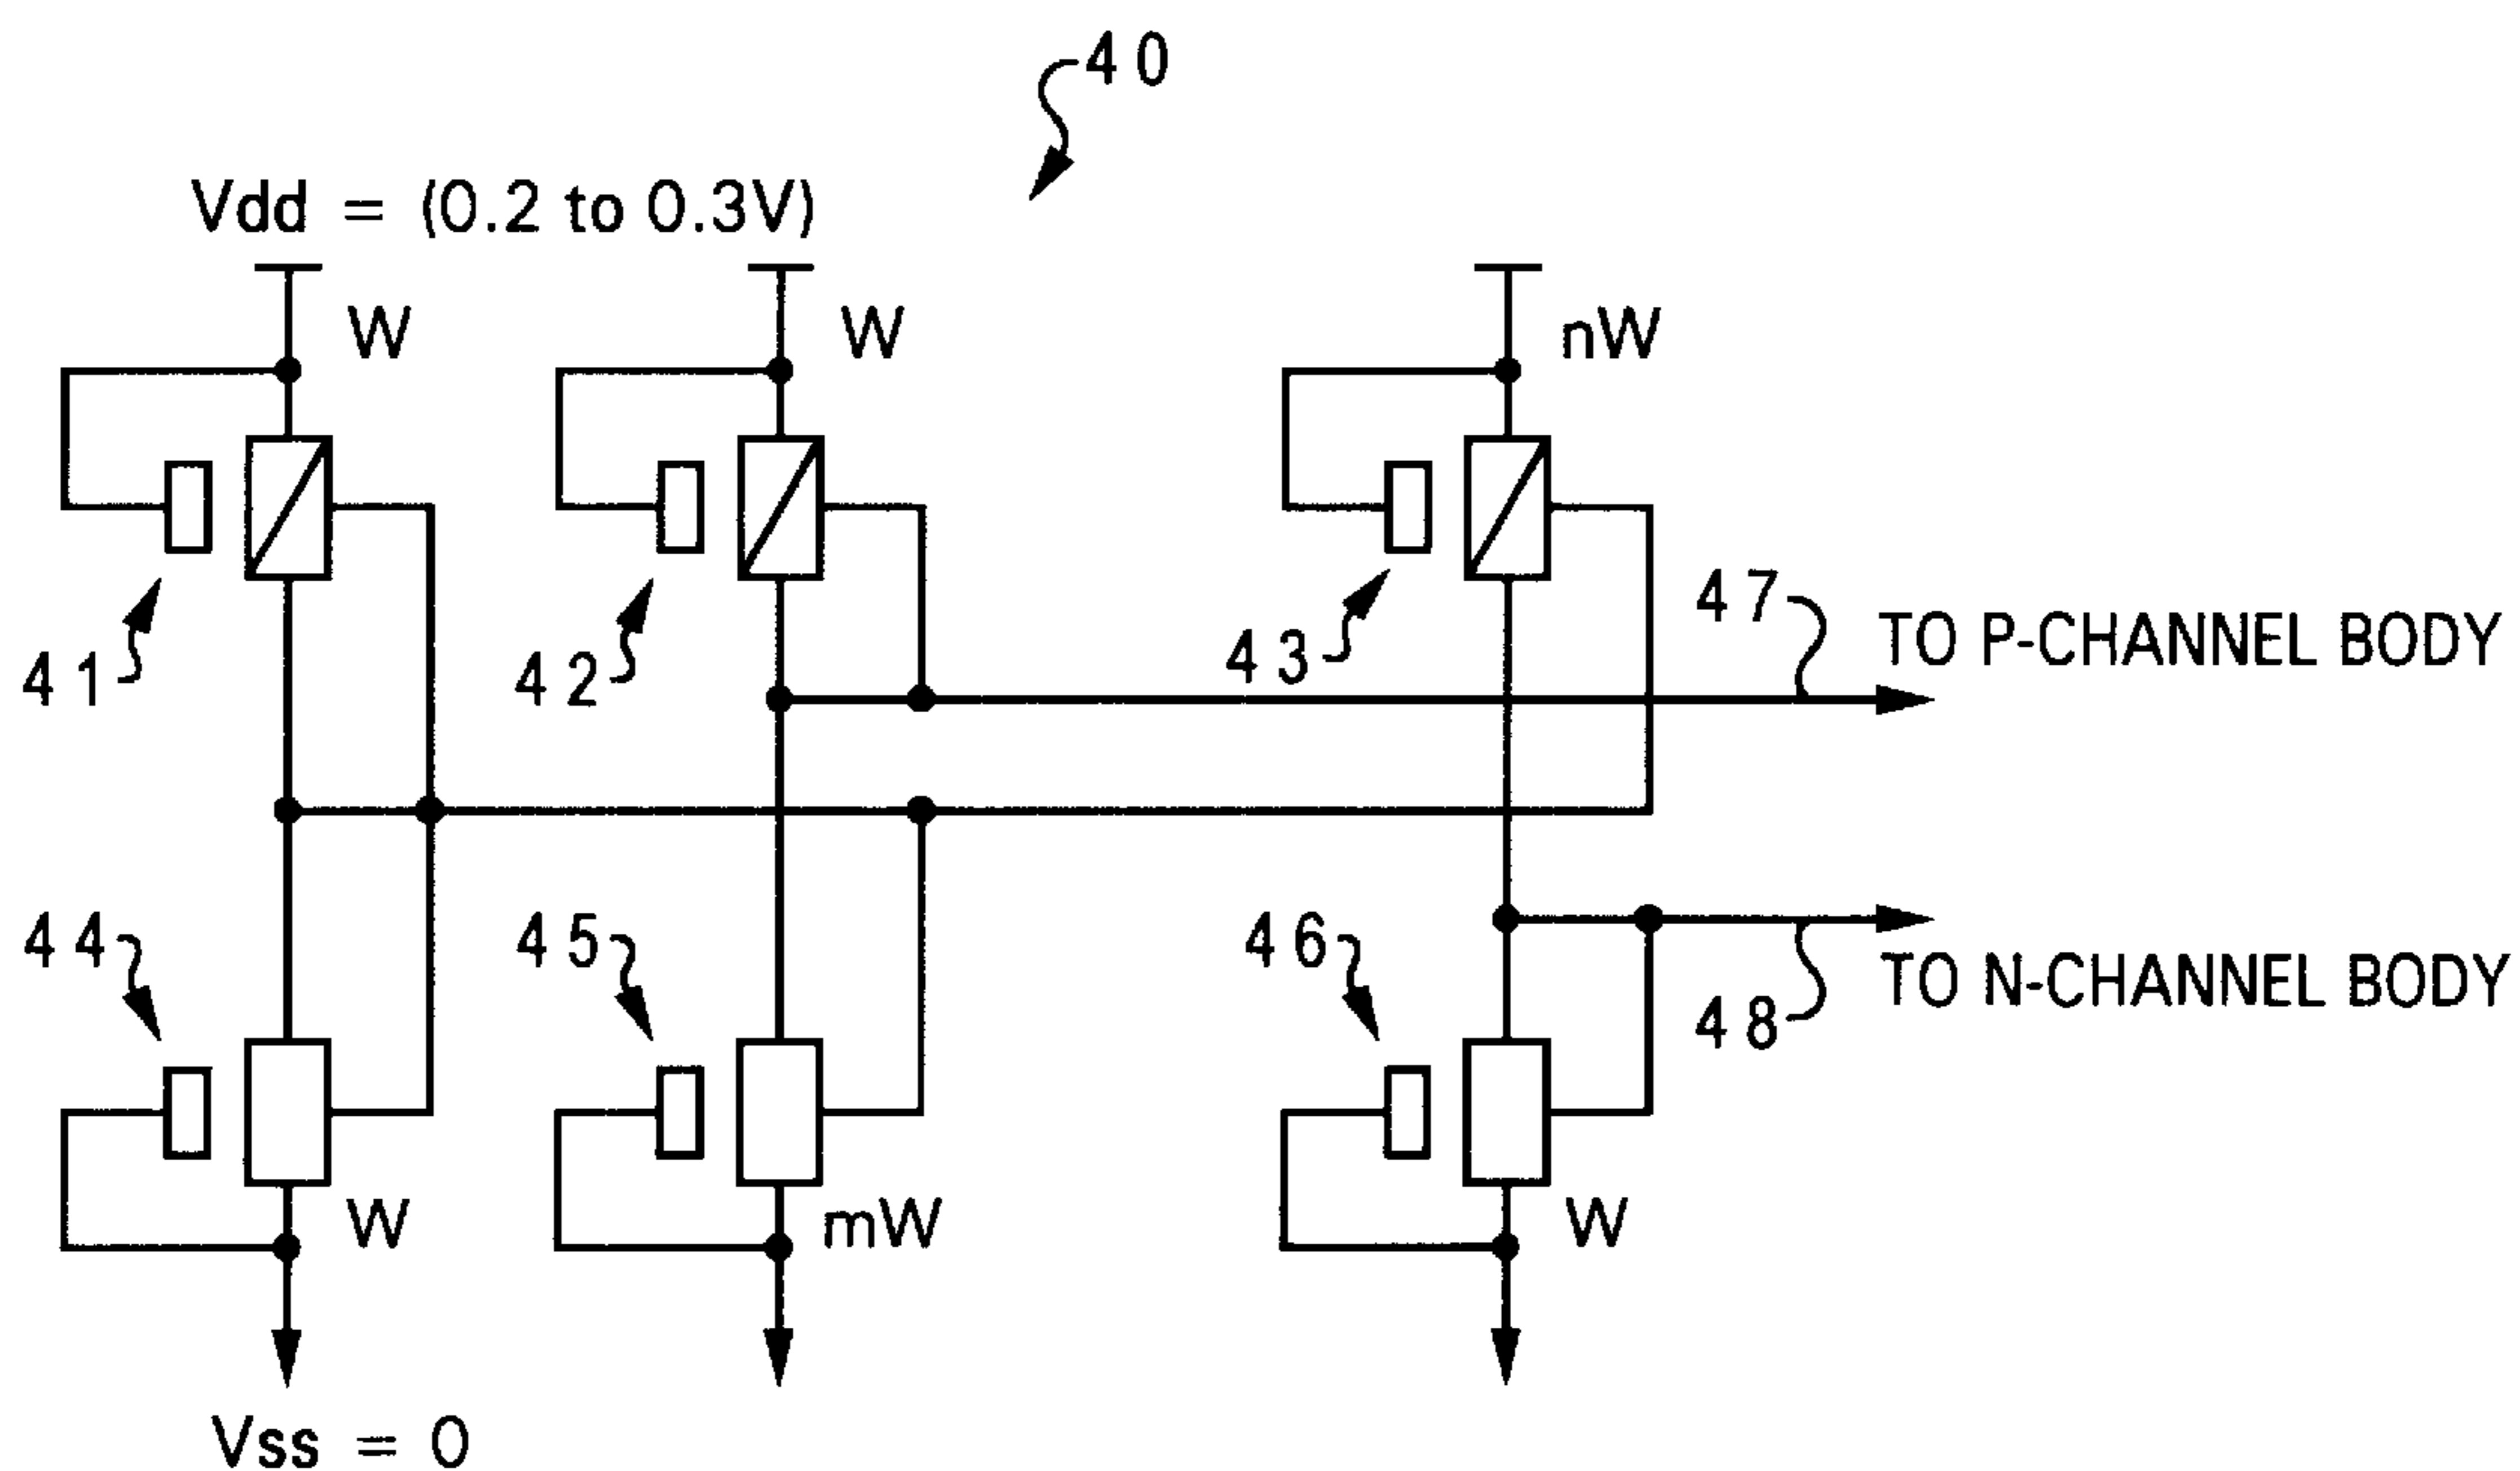 40
Vdd = (0.2 to 0.3V)
W
W
nW
41
42
43
47
TO P-CHANNEL BODY
44
45
46
TO N-CHANNEL BODY
48
W
mW
W
Vss = 0